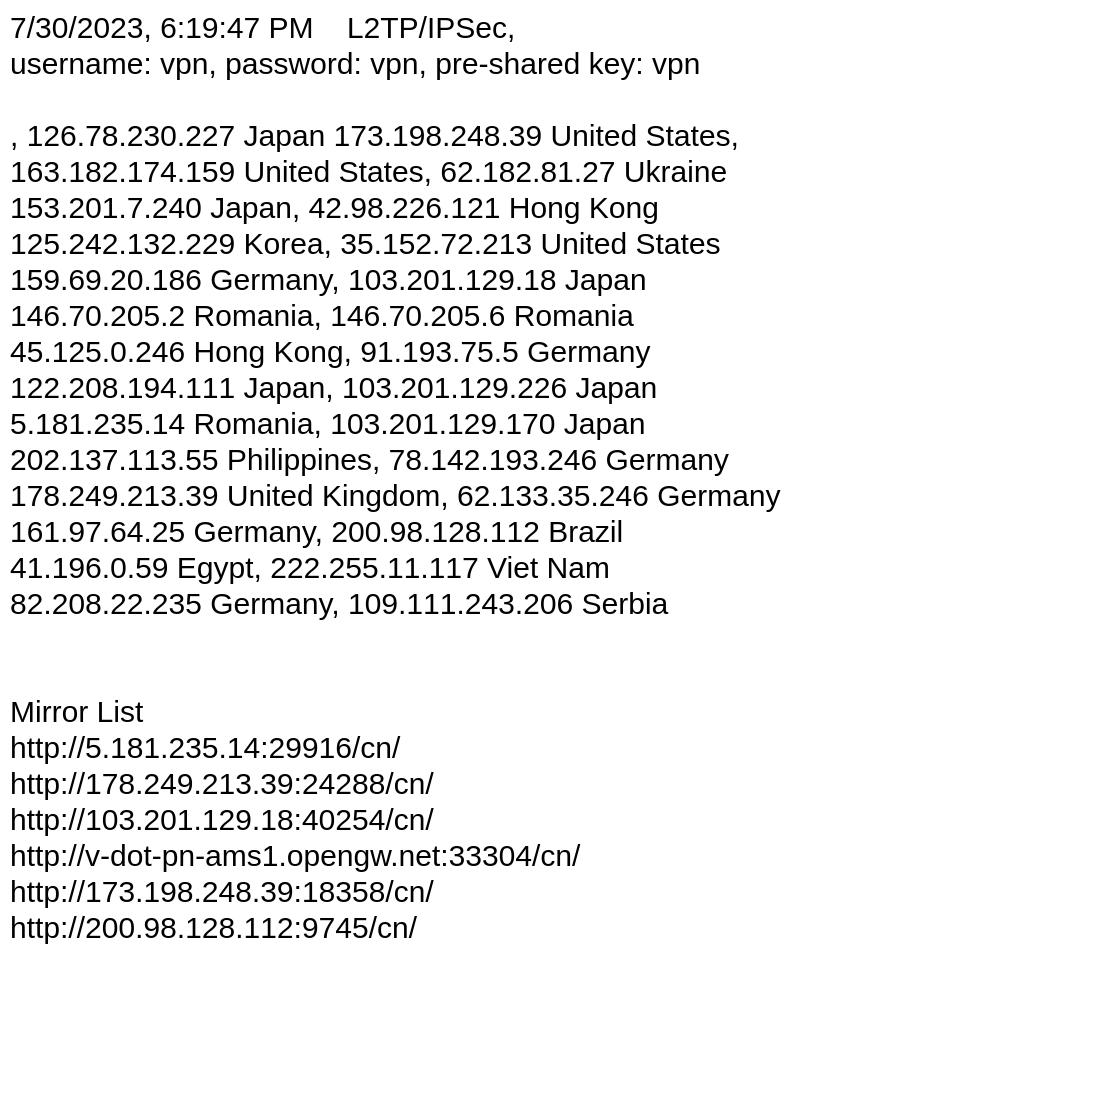 7/30/2023, 6:19:47 PM    L2TP/IPSec,
username: vpn, password: vpn, pre-shared key: vpn
, 126.78.230.227 Japan 173.198.248.39 United States,
163.182.174.159 United States, 62.182.81.27 Ukraine
153.201.7.240 Japan, 42.98.226.121 Hong Kong
125.242.132.229 Korea, 35.152.72.213 United States
159.69.20.186 Germany, 103.201.129.18 Japan
146.70.205.2 Romania, 146.70.205.6 Romania
45.125.0.246 Hong Kong, 91.193.75.5 Germany
122.208.194.111 Japan, 103.201.129.226 Japan
5.181.235.14 Romania, 103.201.129.170 Japan
202.137.113.55 Philippines, 78.142.193.246 Germany
178.249.213.39 United Kingdom, 62.133.35.246 Germany
161.97.64.25 Germany, 200.98.128.112 Brazil
41.196.0.59 Egypt, 222.255.11.117 Viet Nam
82.208.22.235 Germany, 109.111.243.206 Serbia
Mirror List
http://5.181.235.14:29916/cn/
http://178.249.213.39:24288/cn/
http://103.201.129.18:40254/cn/
http://v-dot-pn-ams1.opengw.net:33304/cn/
http://173.198.248.39:18358/cn/
http://200.98.128.112:9745/cn/